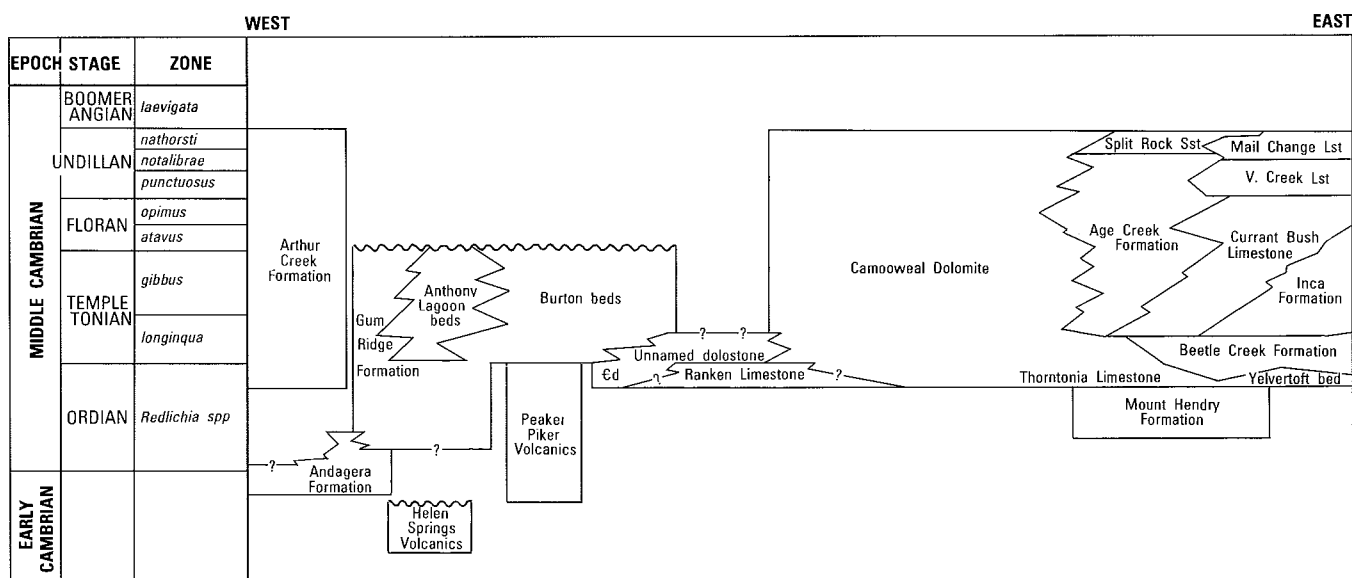 WEST
EAST
EPOCH STAGE ZONE
MIDDLE CAMBRIAN
EARLY CAMBRIAN
BOOMER
ANGIAN
laevigata
UNDILLAN
nathorsti
notalibrae
punctuosus
FLORAN
opimus
atavus
TEMPLE
TONIAN
gibbus
longinqua
ORDIAN
Redlichia spp
Arthur
Creek
Formation
Gum
Ridge
Formation
Anthony
Lagoon
beds
Burton beds
? ?
Unnamed dolostone
Єd
? Ranken Limestone ?
Peaker
Piker
Volcanics
?
?
Andagera
Formation
Helen
Springs
Volcanics
Camooweal Dolomite
Split Rock Sst
Mail Change Lst
V. Creek Lst
Age Creek
Formation
Currant Bush
Limestone
Inca
Formation
Beetle Creek Formation
Thorntonia Limestone
Yelvertoft bed
Mount Hendry
Formation